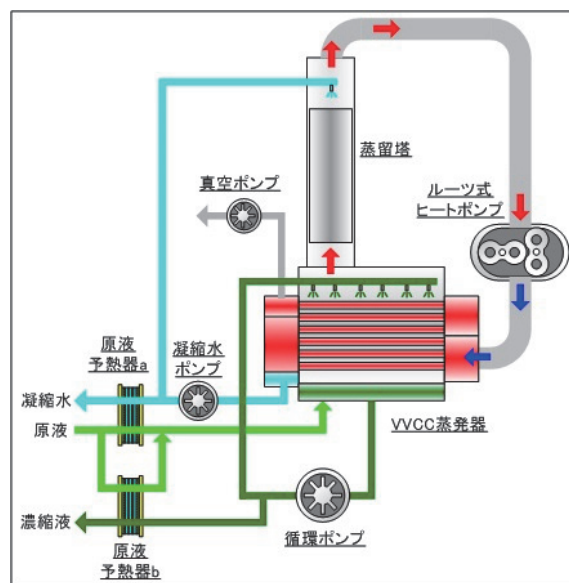 蒸留塔
真空ポンプ
ルーツ式
ヒートポンプ
原液
予熱器a
凝縮水
ポンプ
凝縮水
原液
VVCC蒸発器
濃縮液
循環ポンプ
原液
予熱器b